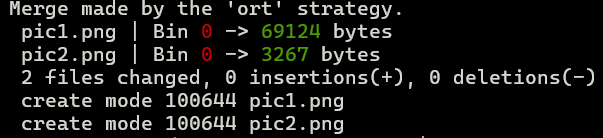 Merge made by the 'ort' strategy.
pic1.png | Bin 0 -> 69124 bytes
pic2.png | Bin 0 -> 3267 bytes
2 files changed, 0 insertions(+), 0 deletions(-)
create mode 100644 pic1.png
create mode 100644 pic2.png